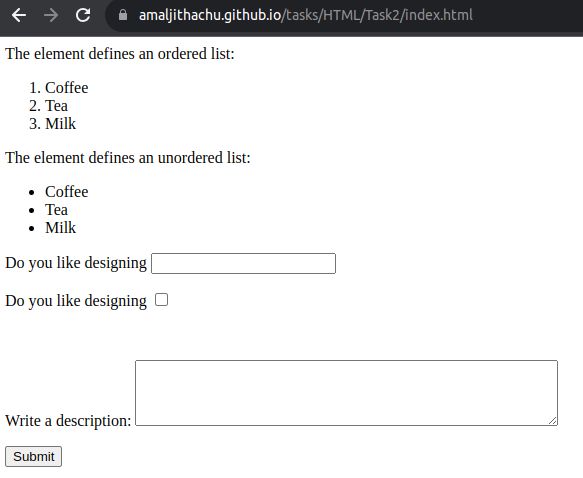 amaljithachu.github.io/tasks/HTML/Task2/index.html
The element defines an ordered list:
1. Coffee
2. Tea
3. Milk
The element defines an unordered list:
• Coffee
• Tea
• Milk
Do you like designing
Do you like designing
Write a description:
Submit